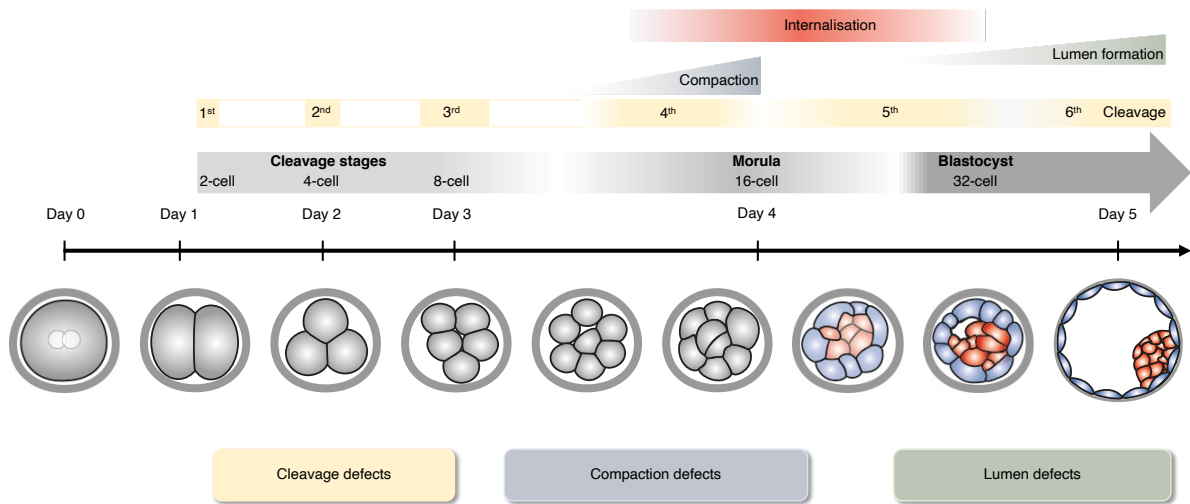 Internalisation
Lumen formation
Compaction
1st 2nd 3rd 4th 5th 6th Cleavage
Cleavage stages Morula Blastocyst
2-cell 4-cell 8-cell 16-cell 32-cell
Day 0 Day 1 Day 2 Day 3 Day 4 Day 5
Cleavage defects Compaction defects Lumen defects